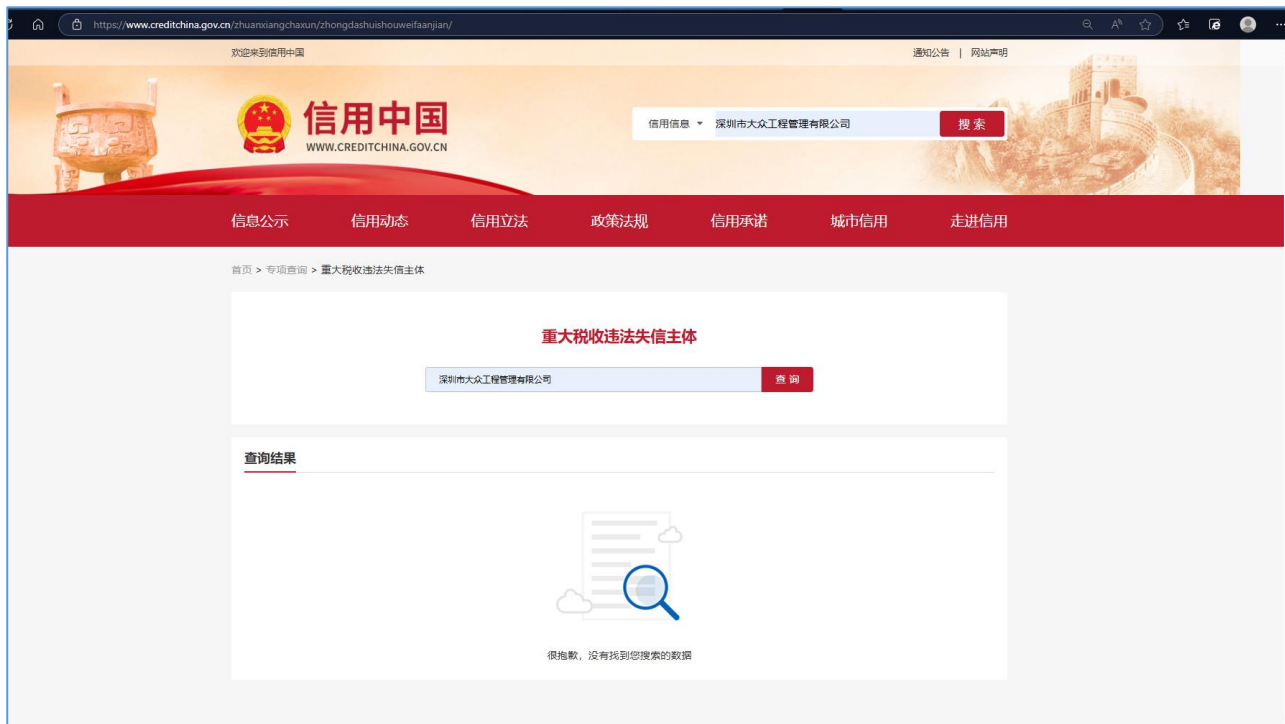 https://www.creditchina.gov.cn/zhuanxiangchaxun/zhongdashuishouweifaanjian/
欢迎来到信用中国
通知公告 | 网站声明
信用中国
WWW.CREDITCHINA.GOV.CN
信用信息 深圳市大众工程管理有限公司 搜索
信息公示 信用动态 信用立法 政策法规 信用承诺 城市信用 走进信用
首页 > 专项查询 > 重大税收违法失信主体
重大税收违法失信主体
深圳市大众工程管理有限公司 查询
查询结果
很抱歉，没有找到您搜索的数据